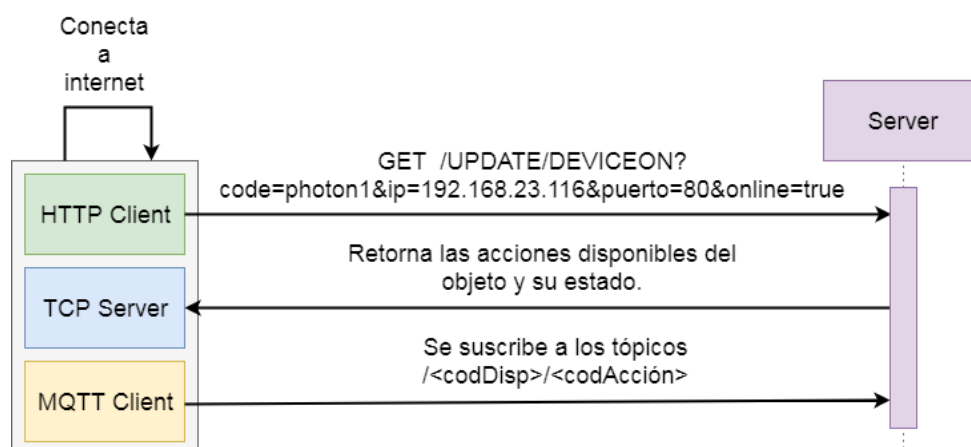 Conecta
a
internet
Server
GET /UPDATE/DEVICEON?
code=photon1&ip=192.168.23.116&puerto=80&online=true
HTTP Client
Retorna las acciones disponibles del
objeto y su estado.
TCP Server
Se suscribe a los tópicos
/<codDisp>/<codAcción>
MQTT Client